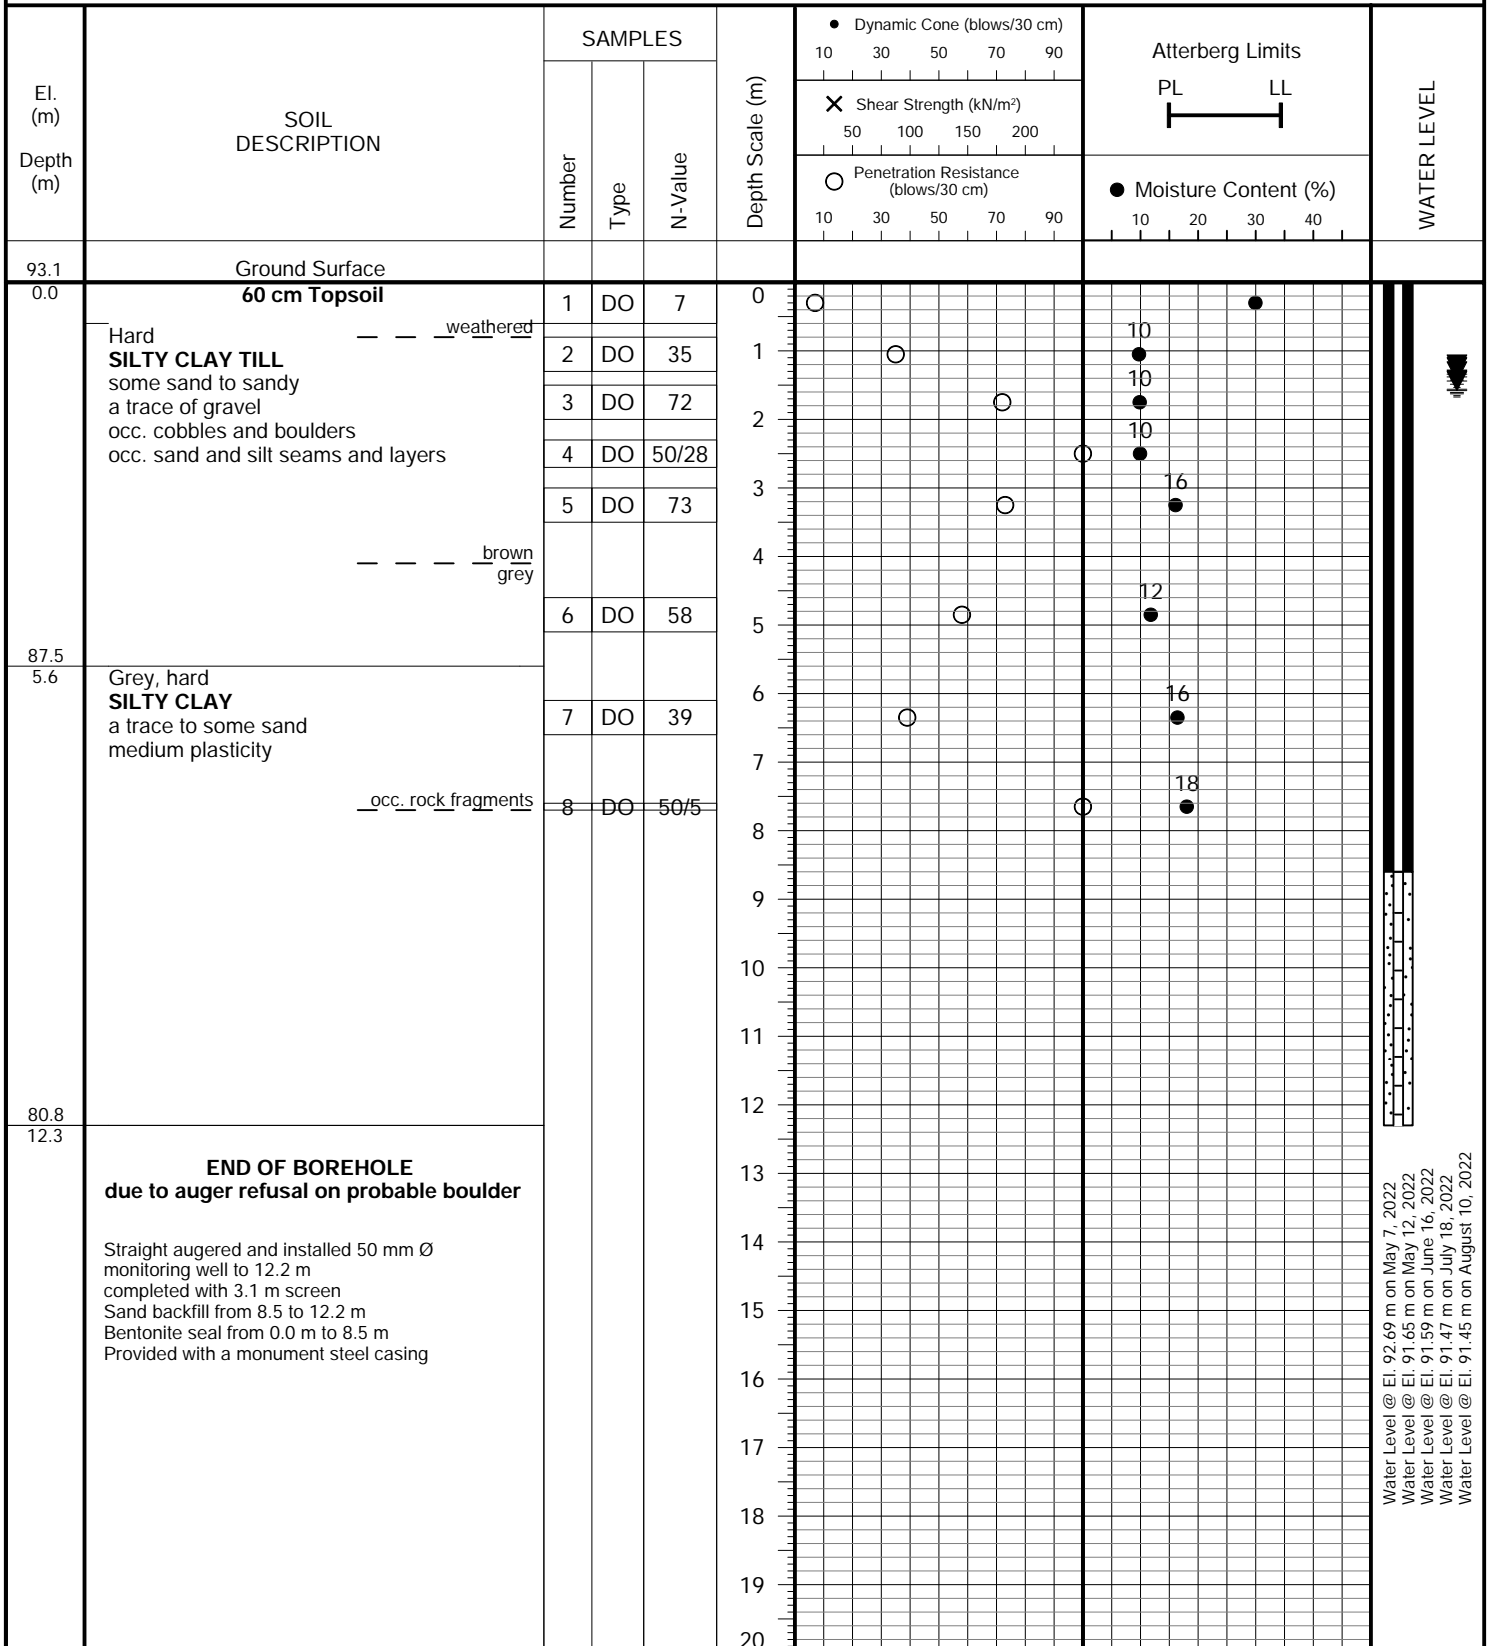 El.
(m)
Depth
(m)
SOIL
DESCRIPTION
SAMPLES
Number
Type
N-Value
Depth Scale (m)
● Dynamic Cone (blows/30 cm)
10 30 50 70 90
✕ Shear Strength (kN/m²)
50 100 150 200
○ Penetration Resistance
(blows/30 cm)
10 30 50 70 90
Atterberg Limits
PL LL
● Moisture Content (%)
10 20 30 40
WATER LEVEL
93.1
Ground Surface
0.0
60 cm Topsoil
1 DO 7
0
weathered
Hard
SILTY CLAY TILL
some sand to sandy
a trace of gravel
occ. cobbles and boulders
occ. sand and silt seams and layers
2 DO 35
10
1
3 DO 72
10
2
4 DO 50/28
10
3
5 DO 73
16
brown
grey
4
6 DO 58
12
5
87.5
5.6
Grey, hard
SILTY CLAY
a trace to some sand
medium plasticity
6
7 DO 39
16
7
occ. rock fragments
8 DO 50/5
18
8
9
10
11
12
80.8
12.3
END OF BOREHOLE
due to auger refusal on probable boulder
Straight augered and installed 50 mm Ø
monitoring well to 12.2 m
completed with 3.1 m screen
Sand backfill from 8.5 to 12.2 m
Bentonite seal from 0.0 m to 8.5 m
Provided with a monument steel casing
13
14
15
16
17
18
19
20
Water Level @ El. 92.69 m on May 7, 2022
Water Level @ El. 91.65 m on May 12, 2022
Water Level @ El. 91.59 m on June 16, 2022
Water Level @ El. 91.47 m on July 18, 2022
Water Level @ El. 91.45 m on August 10, 2022